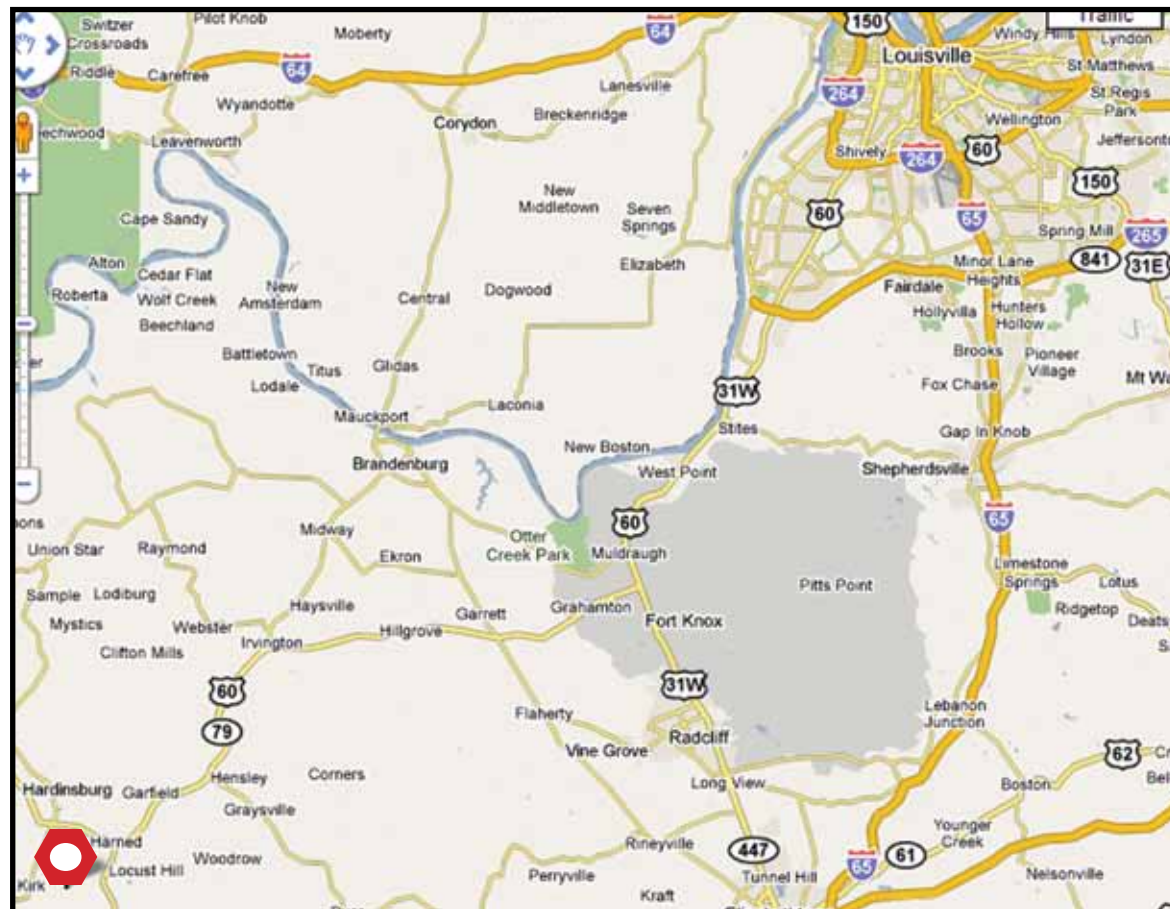 Switzer
Crossroads
Pilot Knob
Moberty
64
150
Traffic
Windy Hills
Lyndon
Louisville
St Matthews
Riddle
Carefree
64
Lanesville
264
St Regis
Park
Wyandotte
Corydon
Breckenridge
Wellington
Leavenworth
Shively
264
60
150
New
Middletown
Seven
Springs
60
65
Cape Sandy
Spring Mill
265
Elizabeth
841
31E
Alton
Cedar Flat
Minor Lane
Heights
Roberta
Wolf Creek
New
Amsterdam
Central
Dogwood
Fairdale
Hollyvilla
Hunters
Hollow
Beechland
Battletown
Titus
Glidas
Brooks
Pioneer
Village
Lodale
31W
Fox Chase
Mt Wa
Mauckport
Laconia
Stites
Gap In Knob
New Boston
Brandenburg
West Point
Shepherdsville
60
65
Midway
Otter
Creek Park
Muldraugh
Union Star
Raymond
Ekron
Limestone
Springs
Lotus
Pitts Point
Sample
Lodiburg
Haysville
Garrett
Grahamton
Ridgetop
Mystics
Webster
Fort Knox
Deats
Irvington
Hillgrove
Clifton Mills
60
31W
79
Flaherty
Lebanon
Junction
Vine Grove
Radcliff
62
Hensley
Corners
Long View
Boston
Hardinsburg
Garfield
Graysville
Younger
Creek
Harned
Woodrow
Rineyville
447
65
61
Locust Hill
Perryville
Tunnel Hill
Nelsonville
Kirk
Kraft